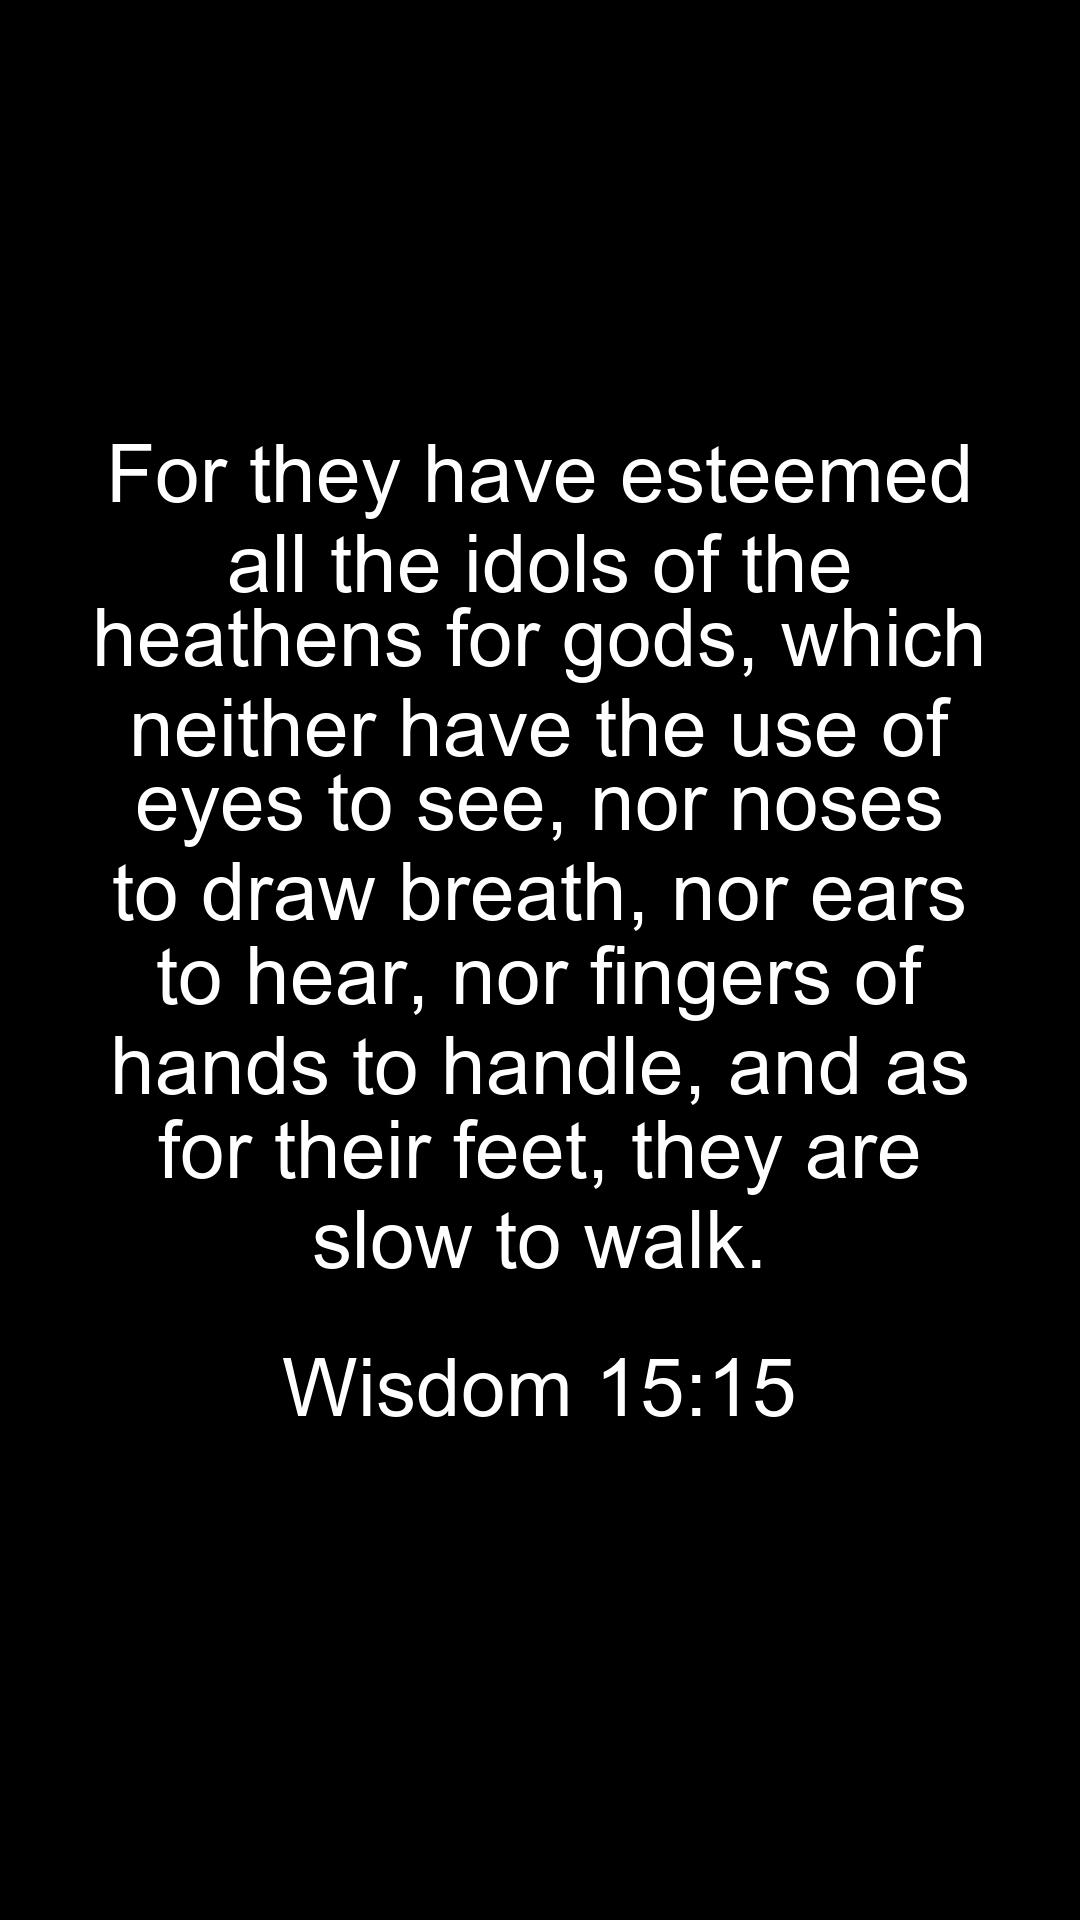 For they have esteemed
all the idols of the
heathens for gods, which
neither have the use of
eyes to see, nor noses
to draw breath, nor ears
to hear, nor fingers of
hands to handle, and as
for their feet, they are
slow to walk.
Wisdom 15:15